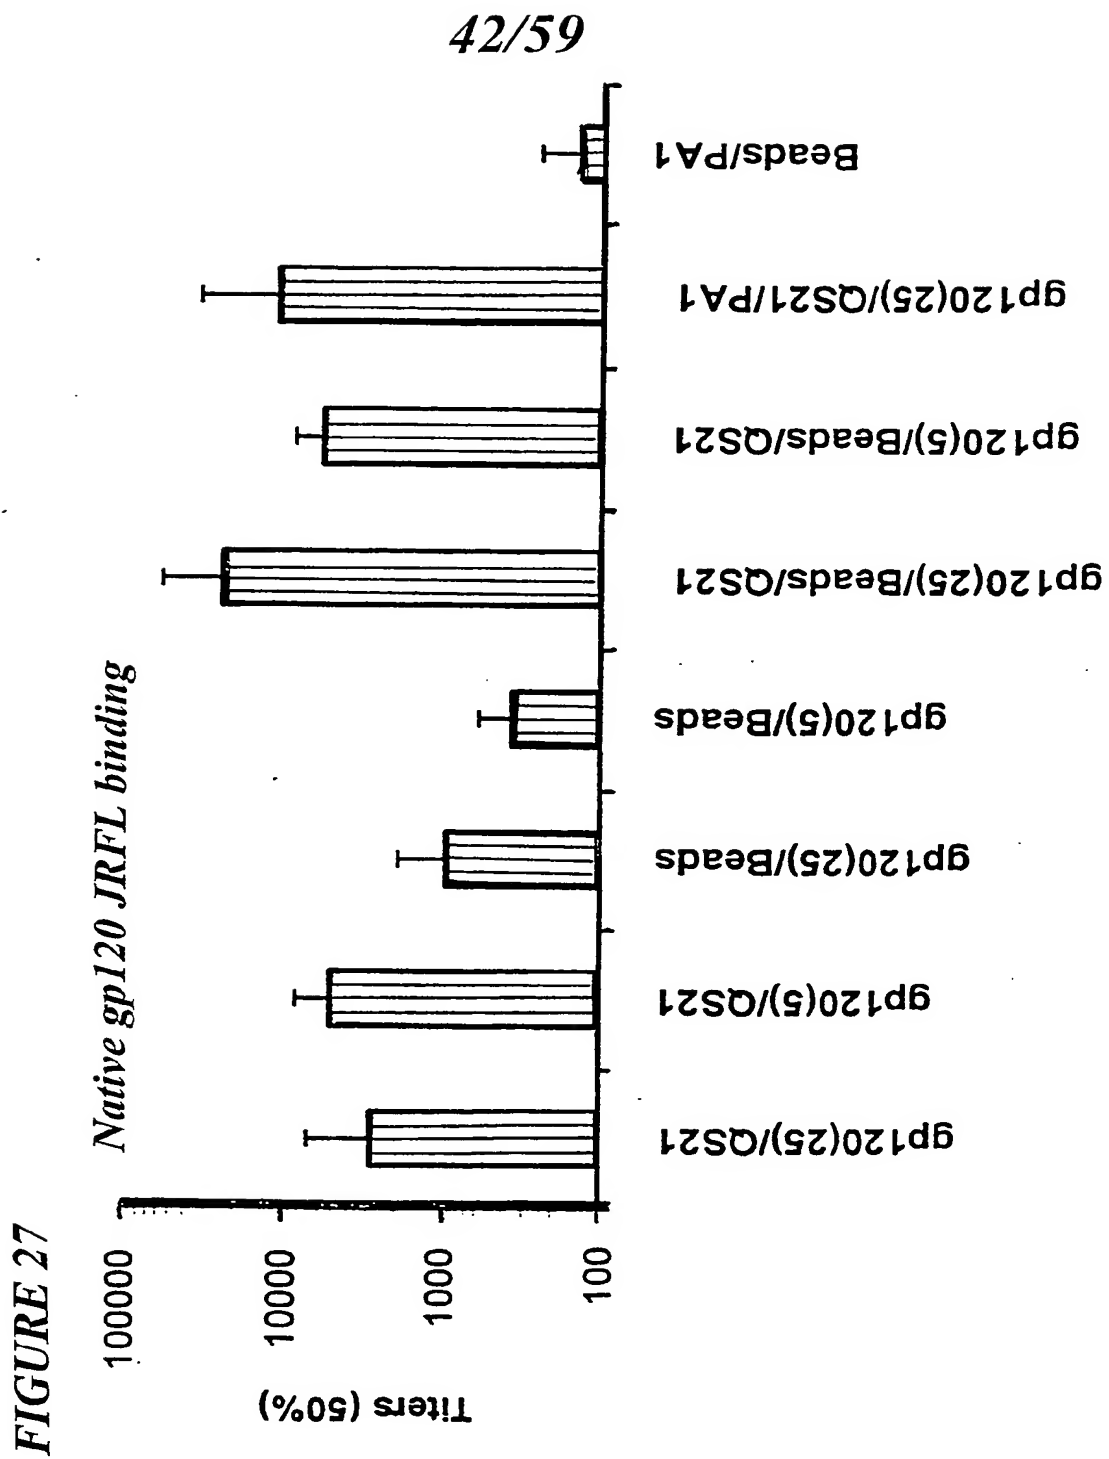 42/59
FIGURE 27
Native gp120 JRFL binding
Titers (50%)
100000
10000
1000
100
gp120(25)/QS21
gp120(5)/QS21
gp120(25)/Beads
gp120(5)/Beads
gp120(25)/Beads/QS21
gp120(5)/Beads/QS21
gp120(25)/QS21/PA1
Beads/PA1